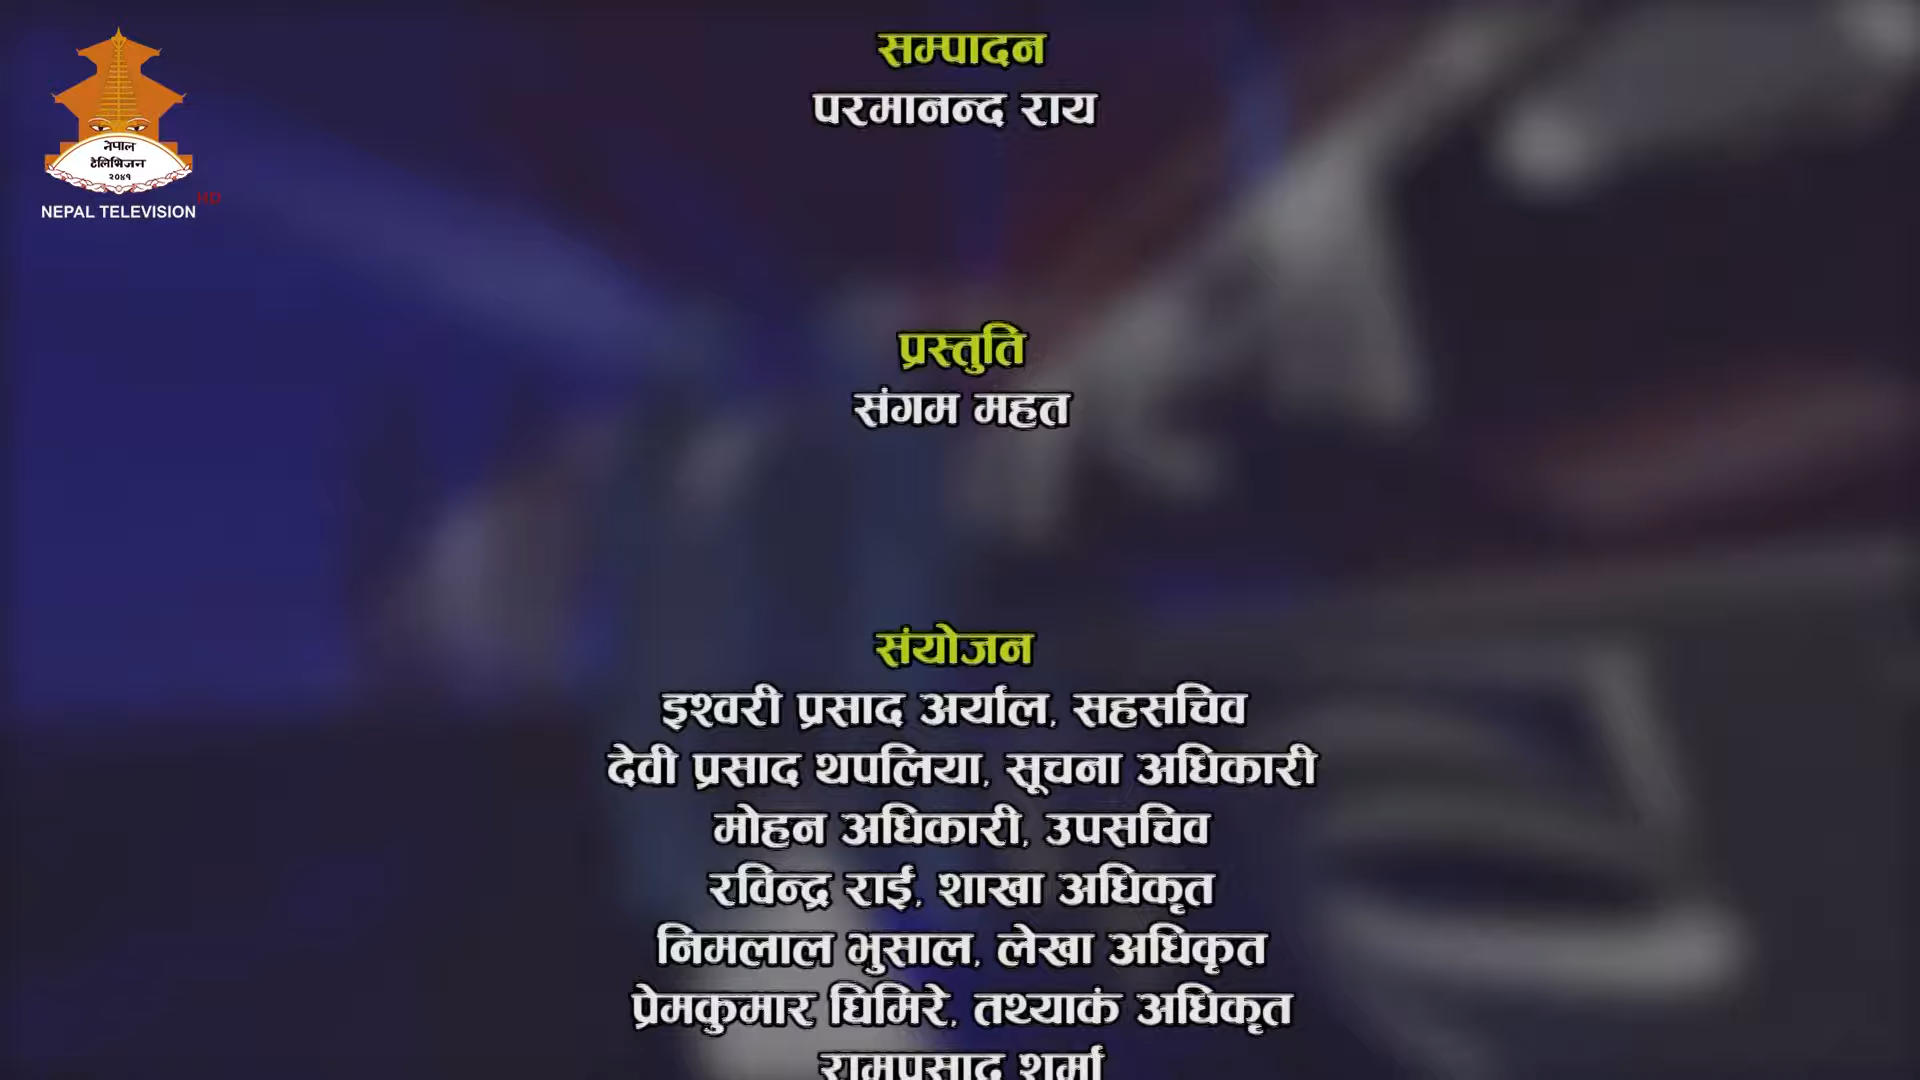 नेपाल
टेलिभिजन
२०४१
NEPAL TELEVISION
HD
सम्पादन
परमानन्द राय
प्रस्तुति
संगम महत
संयोजन
इश्वरी प्रसाद अर्याल, सहसचिव
देवी प्रसाद थपलिया, सूचना अधिकारी
मोहन अधिकारी, उपसचिव
रविन्द्र राई, शाखा अधिकृत
निमलाल भुसाल, लेखा अधिकृत
प्रेमकुमार घिमिरे, तथ्याकं अधिकृत
रामप्रसाद शर्मा